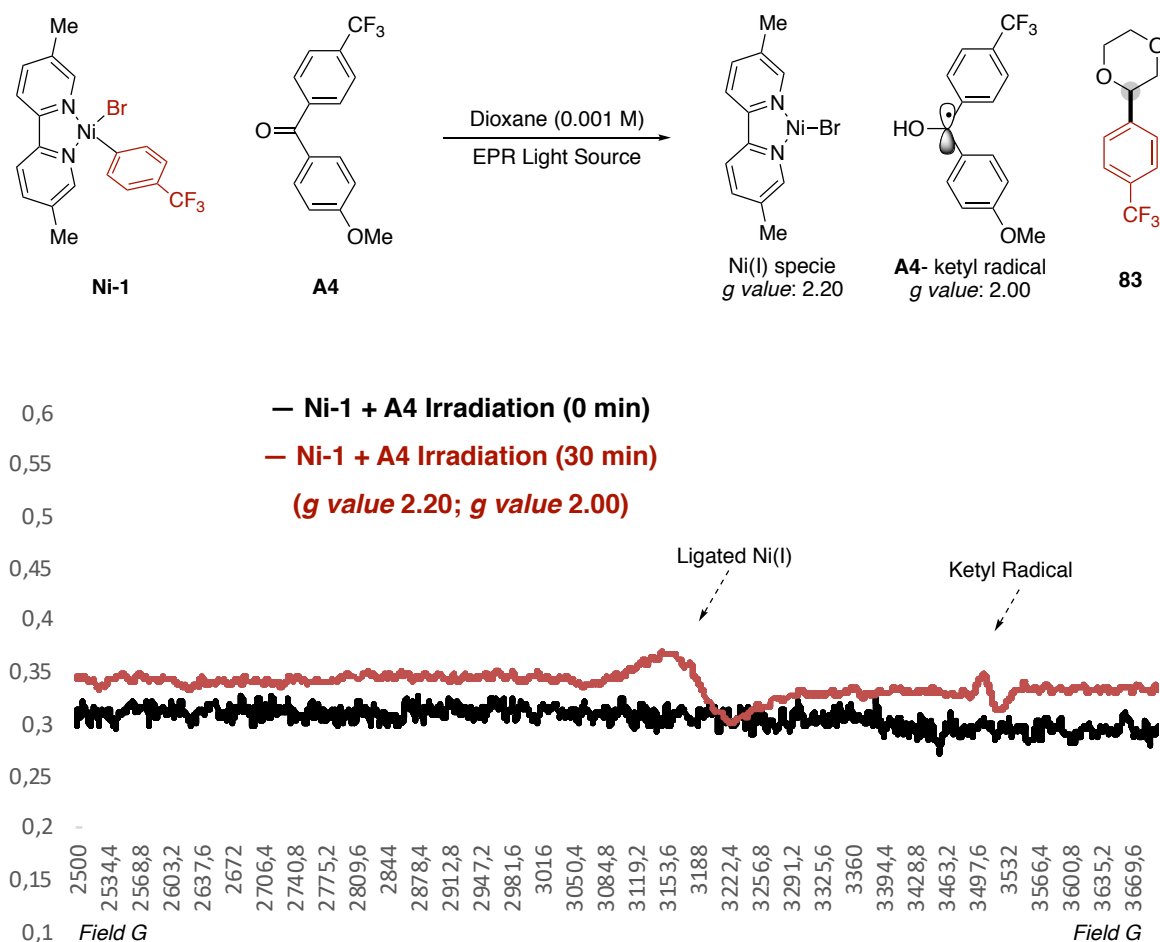 Me
N
N
Ni
Br
CF3
Me
Ni-1
CF3
O
OMe
A4
Dioxane (0.001 M)
EPR Light Source
Me
N
N
Ni
Br
Me
Ni(I) specie
g value: 2.20
CF3
HO
OMe
A4- ketyl radical
g value: 2.00
O
O
CF3
83
— Ni-1 + A4 Irradiation (0 min)
— Ni-1 + A4 Irradiation (30 min)
(g value 2.20; g value 2.00)
Ligated Ni(I)
Ketyl Radical
0,6
0,55
0,5
0,45
0,4
0,35
0,3
0,25
0,2
0,15
0,1
2500
2534,4
2568,8
2603,2
2637,6
2672
2706,4
2740,8
2775,2
2809,6
2844
2878,4
2912,8
2947,2
2981,6
3016
3050,4
3084,8
3119,2
3153,6
3188
3222,4
3256,8
3291,2
3325,6
3360
3394,4
3428,8
3463,2
3497,6
3532
3566,4
3600,8
3635,2
3669,6
Field G
Field G